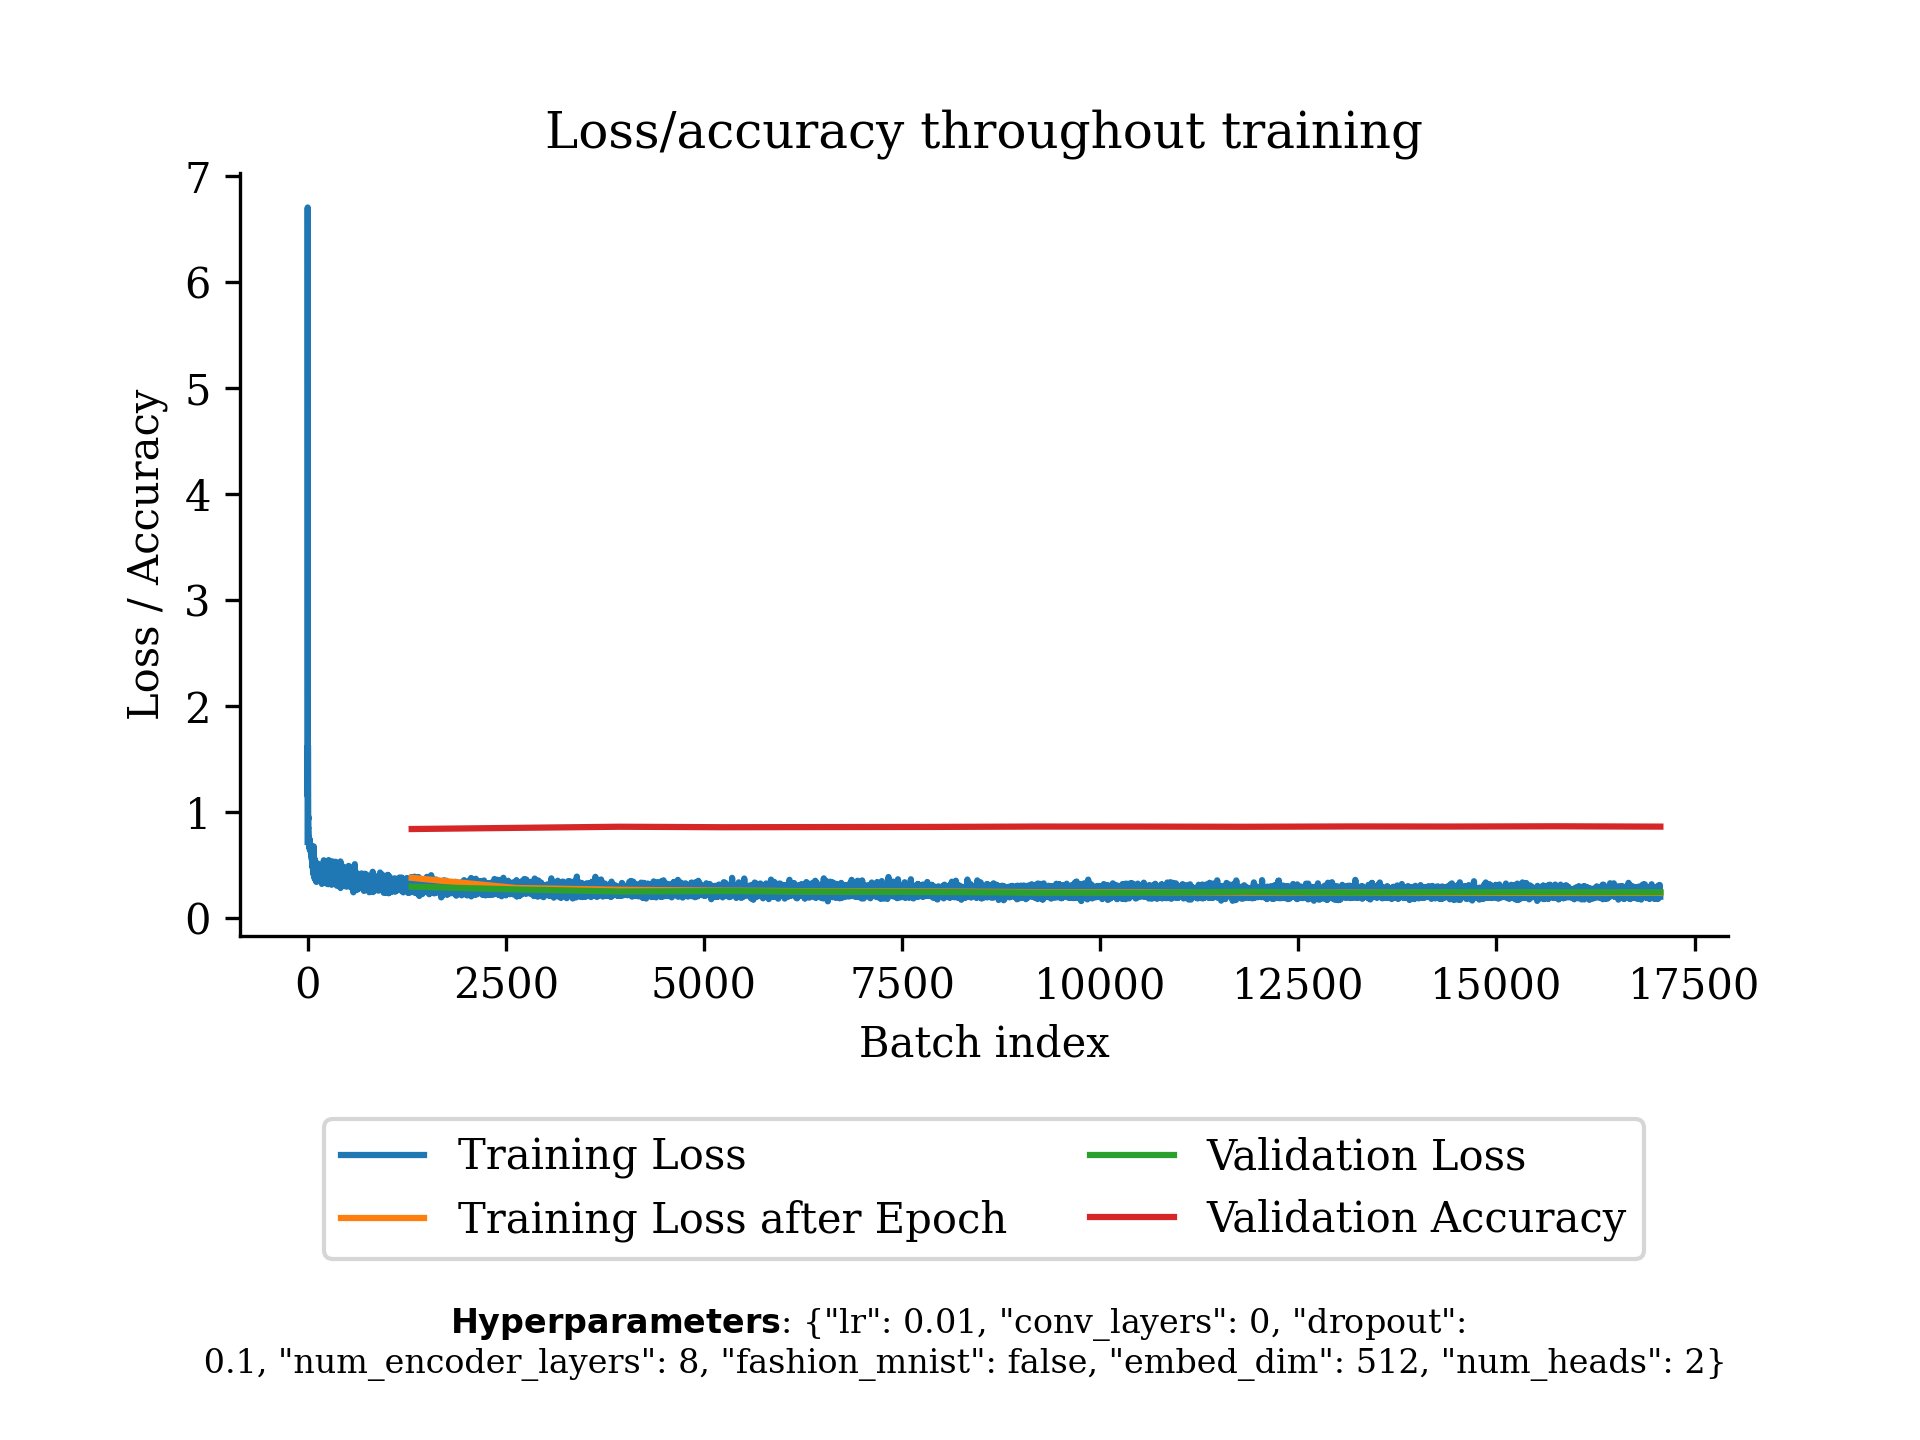 Loss/accuracy throughout training
7
6
5
4
3
2
1
0
Loss / Accuracy
0 2500 5000 7500 10000 12500 15000 17500
Batch index
Training Loss Validation Loss
Training Loss after Epoch Validation Accuracy
Hyperparameters: {"lr": 0.01, "conv_layers": 0, "dropout":
0.1, "num_encoder_layers": 8, "fashion_mnist": false, "embed_dim": 512, "num_heads": 2}